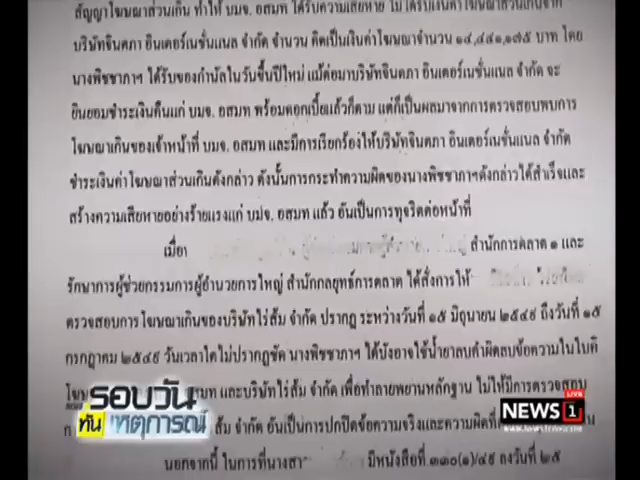 สัญญาโฆษณาส่วนเกิน ทำให้ บมจ. อสมท ได้รับความเสียหาย ไม่ได้รับเงินค่าโฆษณาส่วนเกินจาก
บริษัทจินตภา อินเตอร์เนชั่นแนล จำกัด จำนวน คิดเป็นเงินค่าโฆษณาจำนวน ๑๔,๔๔๑,๑๗๕ บาท โดย
นางพิชชาภาฯ ได้รับของกำนัลในวันขึ้นปีใหม่ แม้ต่อมาบริษัทจินตภา อินเตอร์เนชั่นแนล จำกัด จะ
ยินยอมชำระเงินคืนแก่ บมจ. อสมท พร้อมดอกเบี้ยแล้วก็ตาม แต่ก็เป็นผลมาจากการตรวจสอบพบการ
โฆษณาเกินของเจ้าหน้าที่ บมจ. อสมท และมีการเรียกร้องให้บริษัทจินตภา อินเตอร์เนชั่นแนล จำกัด
ชำระเงินค่าโฆษณาส่วนเกินดังกล่าว ดังนั้นการกระทำความผิดของนางพิชชาภาฯดังกล่าวได้สำเร็จและ
สร้างความเสียหายอย่างร้ายแรงแก่ บมจ. อสมท แล้ว อันเป็นการทุจริตต่อหน้าที่
เมื่อ สำนักการตลาด ๑ และ
รักษาการผู้ช่วยกรรมการผู้อำนวยการใหญ่ สำนักกลยุทธ์การตลาด ได้สั่งการให้
ตรวจสอบการโฆษณาเกินของบริษัทไร่ส้ม จำกัด ปรากฏ ระหว่างวันที่ ๑๕ มิถุนายน ๒๕๔๙ ถึงวันที่ ๑๕
กรกฎาคม ๒๕๔๙ วันเวลาใดไม่ปรากฏชัด นางพิชชาภาฯ ได้บังอาจใช้น้ำยาลบคำผิดลบข้อความในใบคิว
โฆษณา อสมท และบริษัทไร่ส้ม จำกัด เพื่อทำลายพยานหลักฐาน ไม่ให้มีการตรวจสอบ
ส้ม จำกัด อันเป็นการปกปิดข้อความจริงและความผิดที่
นอกจากนี้ ในการที่นางสา มีหนังสือที่ ๓๓๐(๑)/๔๙ ลงวันที่ ๒๕
NEWS
รอบวัน
ทันเหตุการณ์
LIVE
NEWS 1
www.news1live.com